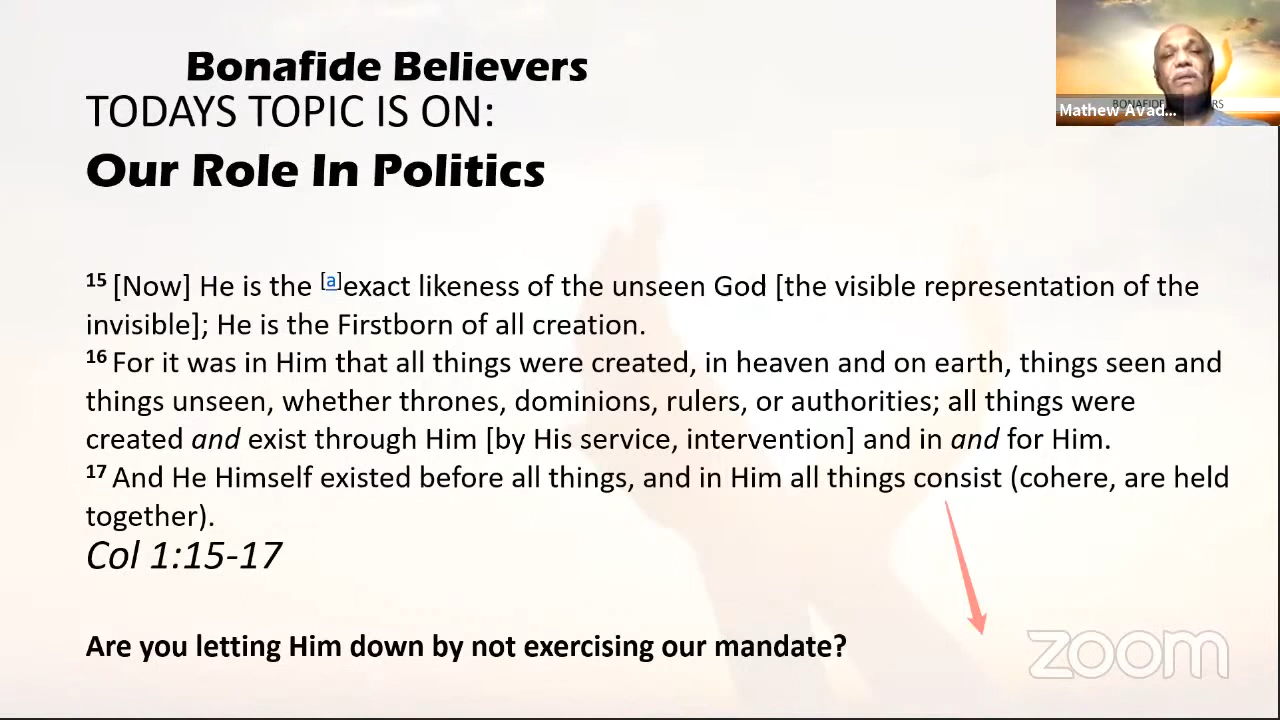 Bonafide Believers
TODAYS TOPIC IS ON:
Our Role In Politics
15 [Now] He is the [a]exact likeness of the unseen God [the visible representation of the
invisible]; He is the Firstborn of all creation.
16 For it was in Him that all things were created, in heaven and on earth, things seen and
things unseen, whether thrones, dominions, rulers, or authorities; all things were
created and exist through Him [by His service, intervention] and in and for Him.
17 And He Himself existed before all things, and in Him all things consist (cohere, are held
together).
Col 1:15-17
Are you letting Him down by not exercising our mandate?
Mathew Avad...
zoom